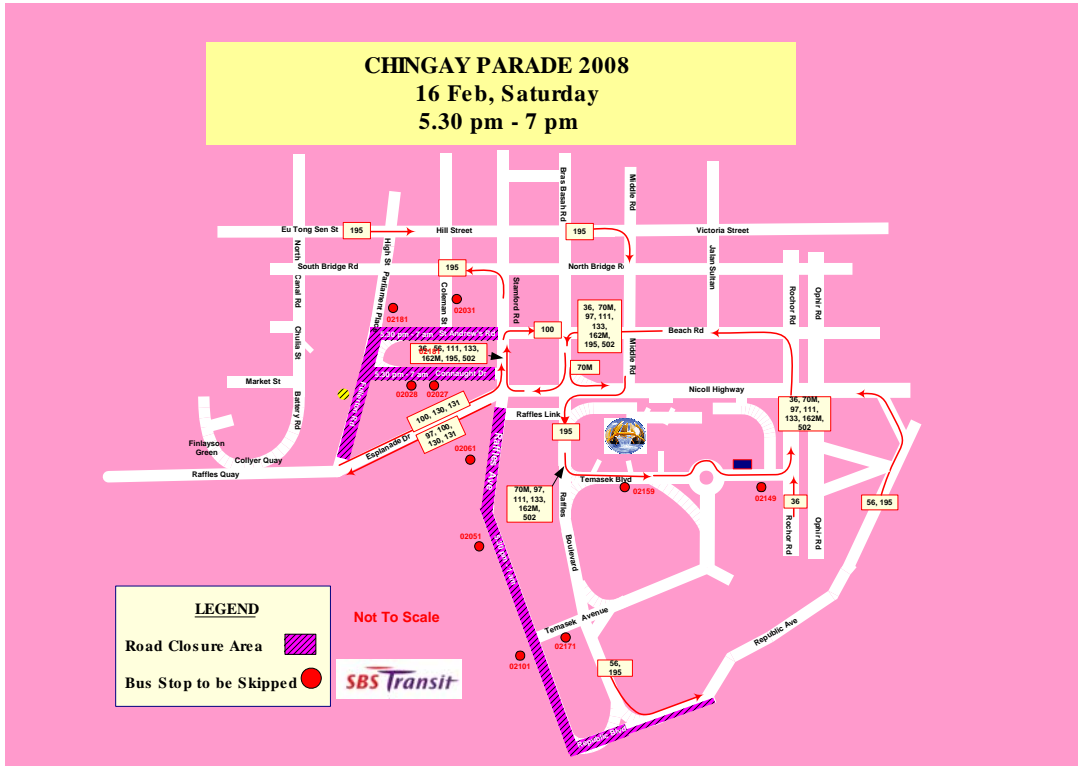 CHINGAY PARADE 2008
16 Feb, Saturday
5.30 pm - 7 pm
Bras Basah Rd
Middle Rd
Eu Tong Sen St
195
Hill Street
195
Victoria Street
North
Canal Rd
High St
Parliament Place
South Bridge Rd
195
North Bridge R
Jalan Sultan
Coleman St
Stamford Rd
Rochor Rd
Ophir Rd
02181
02031
36, 70M,
97, 111,
133,
162M,
195, 502
100
Beach Rd
5.30 pm - 7 am
St Andrew's Rd
Chulia St
36, 56, 111, 133,
162M, 195, 502
Middle Rd
70M
Market St
5.30 pm - 7 am
Connaught Dr
02028
02027
Nicoll Highway
Battery Rd
Fullerton Rd
100, 130, 131
97, 100,
130, 131
Esplanade Dr
36, 70M,
97, 111,
133, 162M,
502
Raffles Link
195
Finlayson
Green
Collyer Quay
Raffles Quay
Raffles Ave
02061
Temasek Blvd
02159
02149
70M, 97,
111, 133,
162M,
502
Raffles
Boulevard
36
56, 195
Rochor Rd
Ophir Rd
02051
5.30 pm - 7 am
LEGEND
Road Closure Area
Bus Stop to be Skipped
Not To Scale
SBS Transit
Temasek Avenue
02171
02101
Republic Ave
56,
195
Republic Blvd